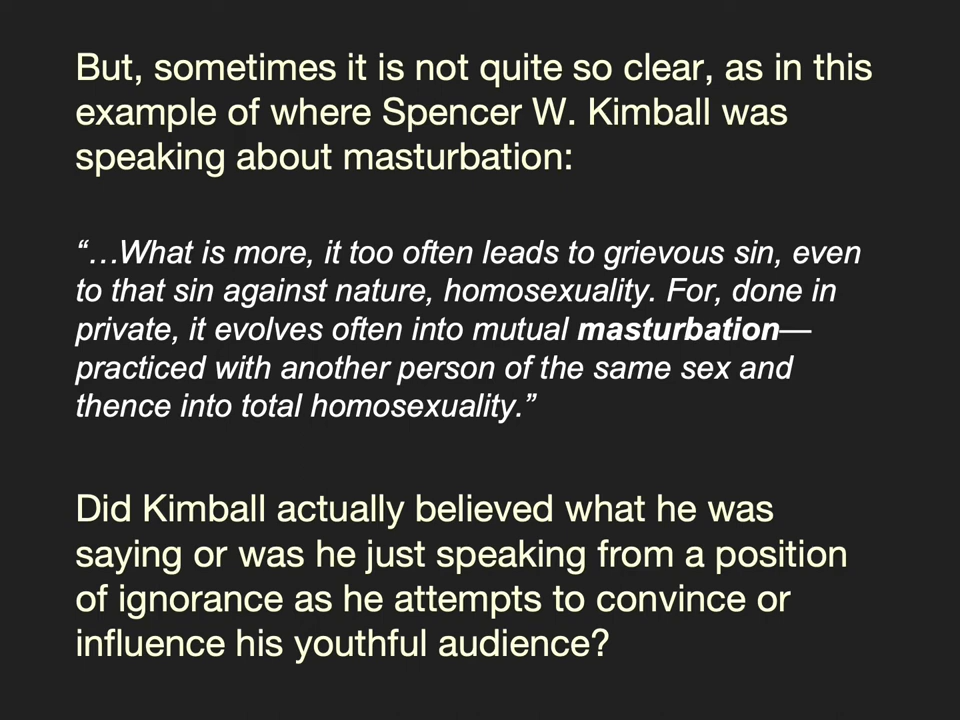 But, sometimes it is not quite so clear, as in this
example of where Spencer W. Kimball was
speaking about masturbation:
“…What is more, it too often leads to grievous sin, even
to that sin against nature, homosexuality. For, done in
private, it evolves often into mutual masturbation—
practiced with another person of the same sex and
thence into total homosexuality.”
Did Kimball actually believed what he was
saying or was he just speaking from a position
of ignorance as he attempts to convince or
influence his youthful audience?